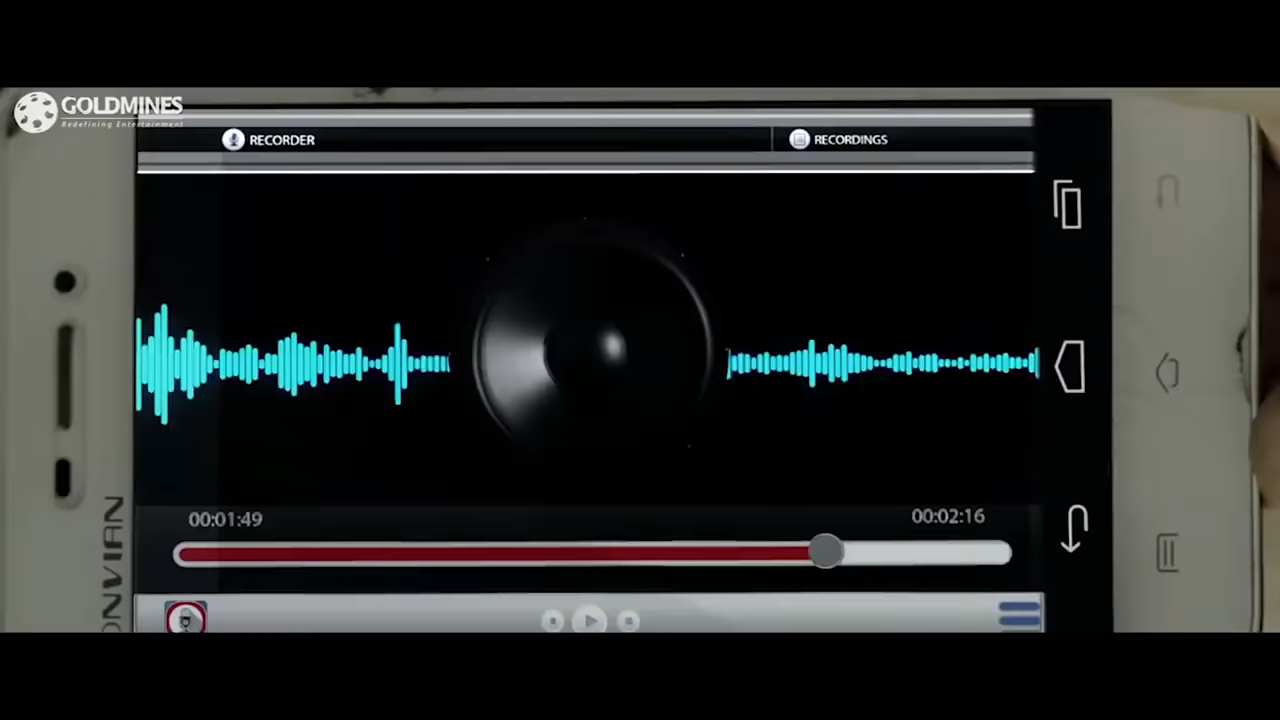 GOLDMINES
Redefining Entertainment
RECORDER
RECORDINGS
00:01:49
00:02:16